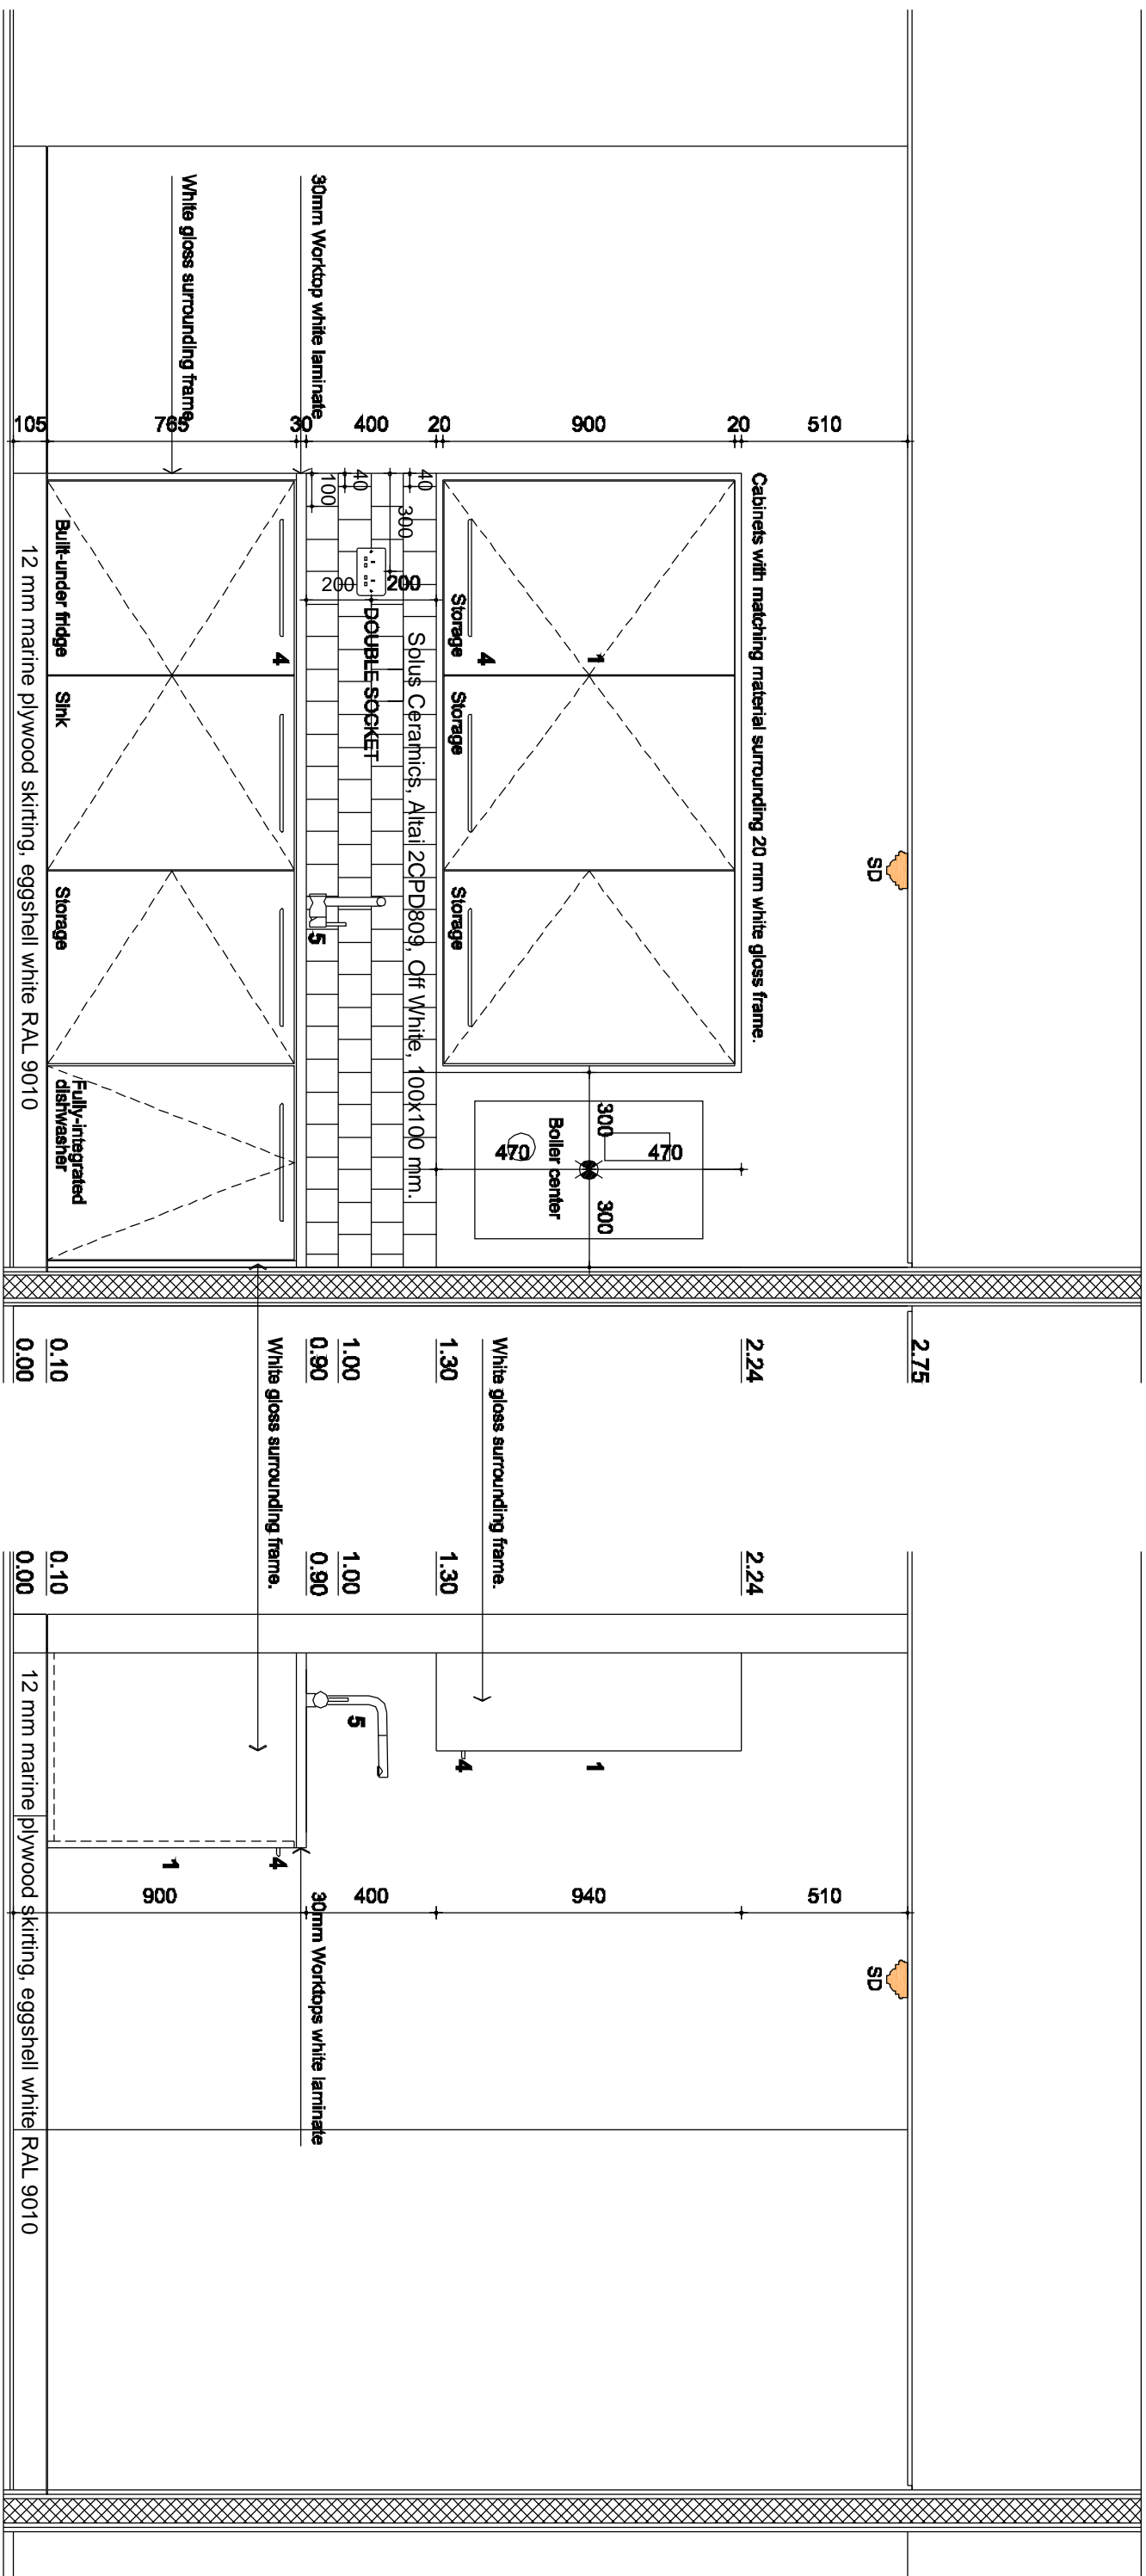 SD
Cabinets with matching material surrounding 20 mm white gloss frame.
510
20
900
20
400
30
765
105
1
4
Storage
Storage
Storage
300
470
470
300
Boiler center
40
300
40
100
200
200
DOUBLE SOCKET
Solus Ceramics, Altai 2CPD809, Off White, 100x100 mm.
5
30mm Worktop white laminate
White gloss surrounding frame.
4
Built-under fridge
Sink
Storage
Fully-integrated
dishwasher
12 mm marine plywood skirting, eggshell white RAL 9010
2.75
2.24
1.30
1.00
0.90
0.10
0.00
White gloss surrounding frame.
White gloss surrounding frame.
2.24
1.30
1.00
0.90
0.10
0.00
SD
510
940
400
900
1
4
5
4
1
30mm Worktops white laminate
12 mm marine plywood skirting, eggshell white RAL 9010